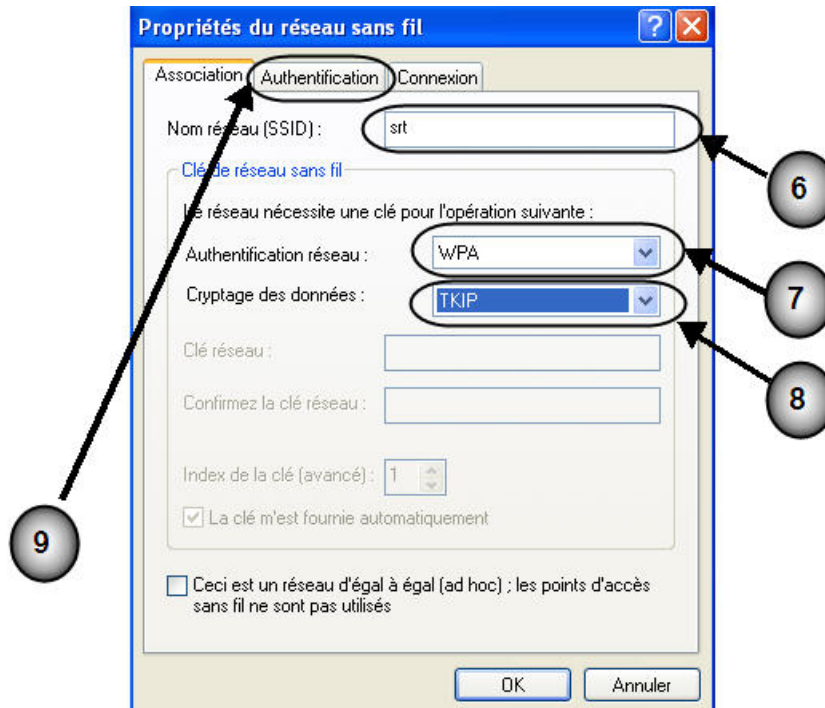 Propriétés du réseau sans fil
Association Authentification Connexion
Nom réseau (SSID) : srt
Clé de réseau sans fil
Le réseau nécessite une clé pour l'opération suivante :
Authentification réseau : WPA
Cryptage des données : TKIP
Clé réseau :
Confirmez la clé réseau :
Index de la clé (avancé) : 1
La clé m'est fournie automatiquement
Ceci est un réseau d'égal à égal (ad hoc) ; les points d'accès
sans fil ne sont pas utilisés
OK Annuler
6
7
8
9